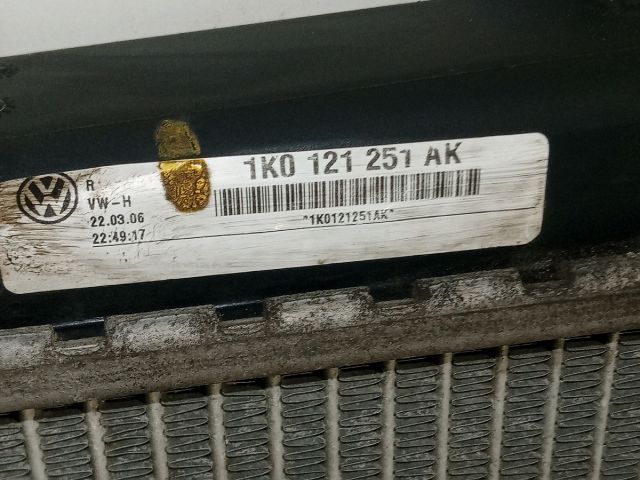 R
VW-H
22.03.06
22:49:17
1K0 121 251 AK
*1K0121251AK*